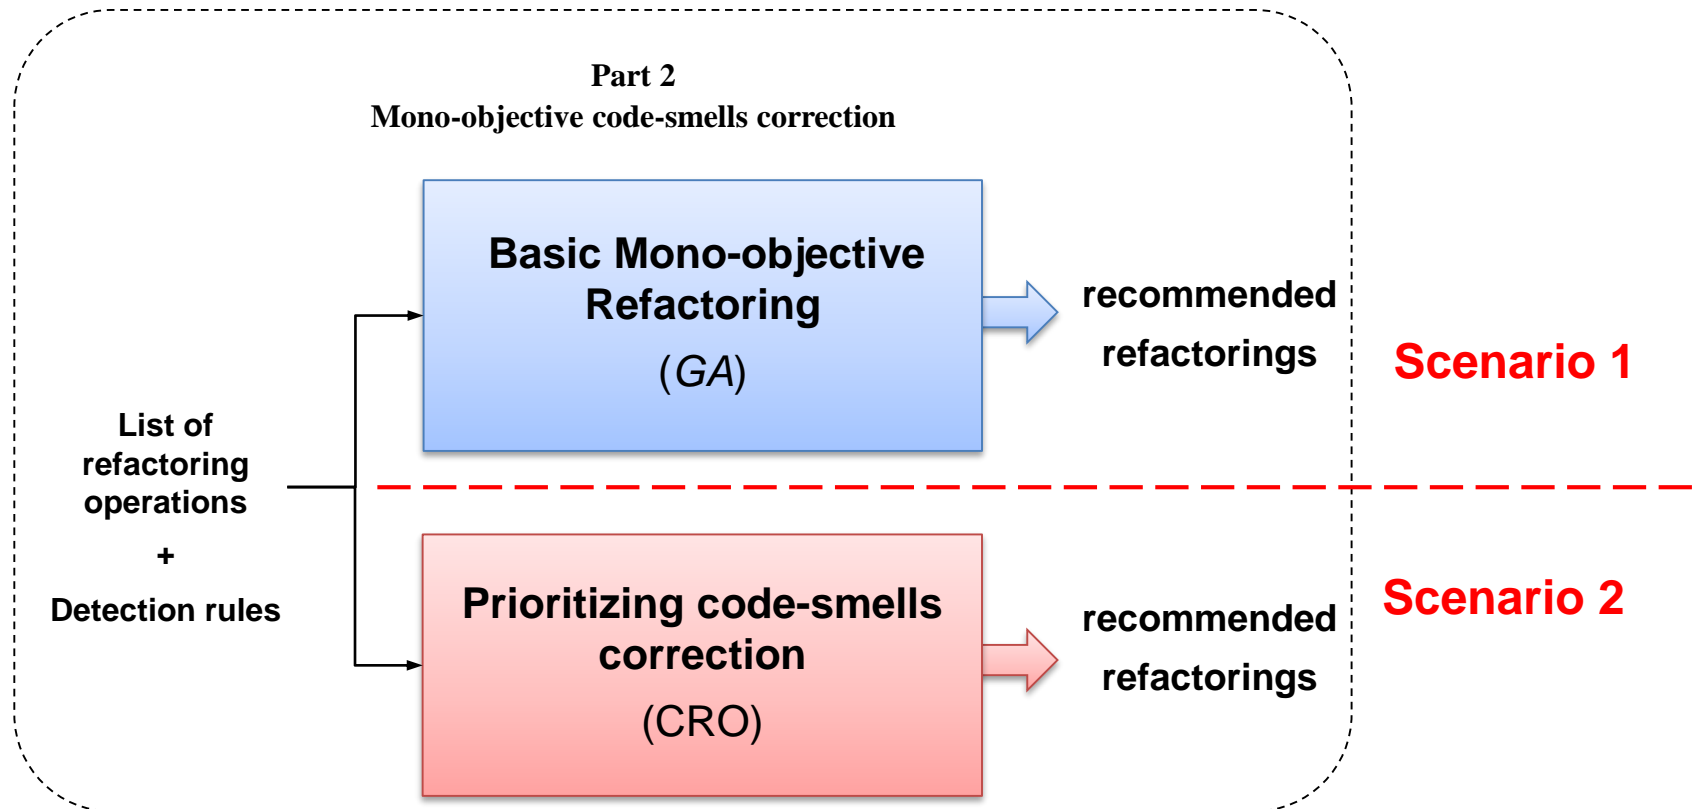 Part 2
Mono-objective code-smells correction
Basic Mono-objective
Refactoring
(GA)
recommended
refactorings
Scenario 1
List of
refactoring
operations
+
Detection rules
Prioritizing code-smells
correction
(CRO)
recommended
refactorings
Scenario 2